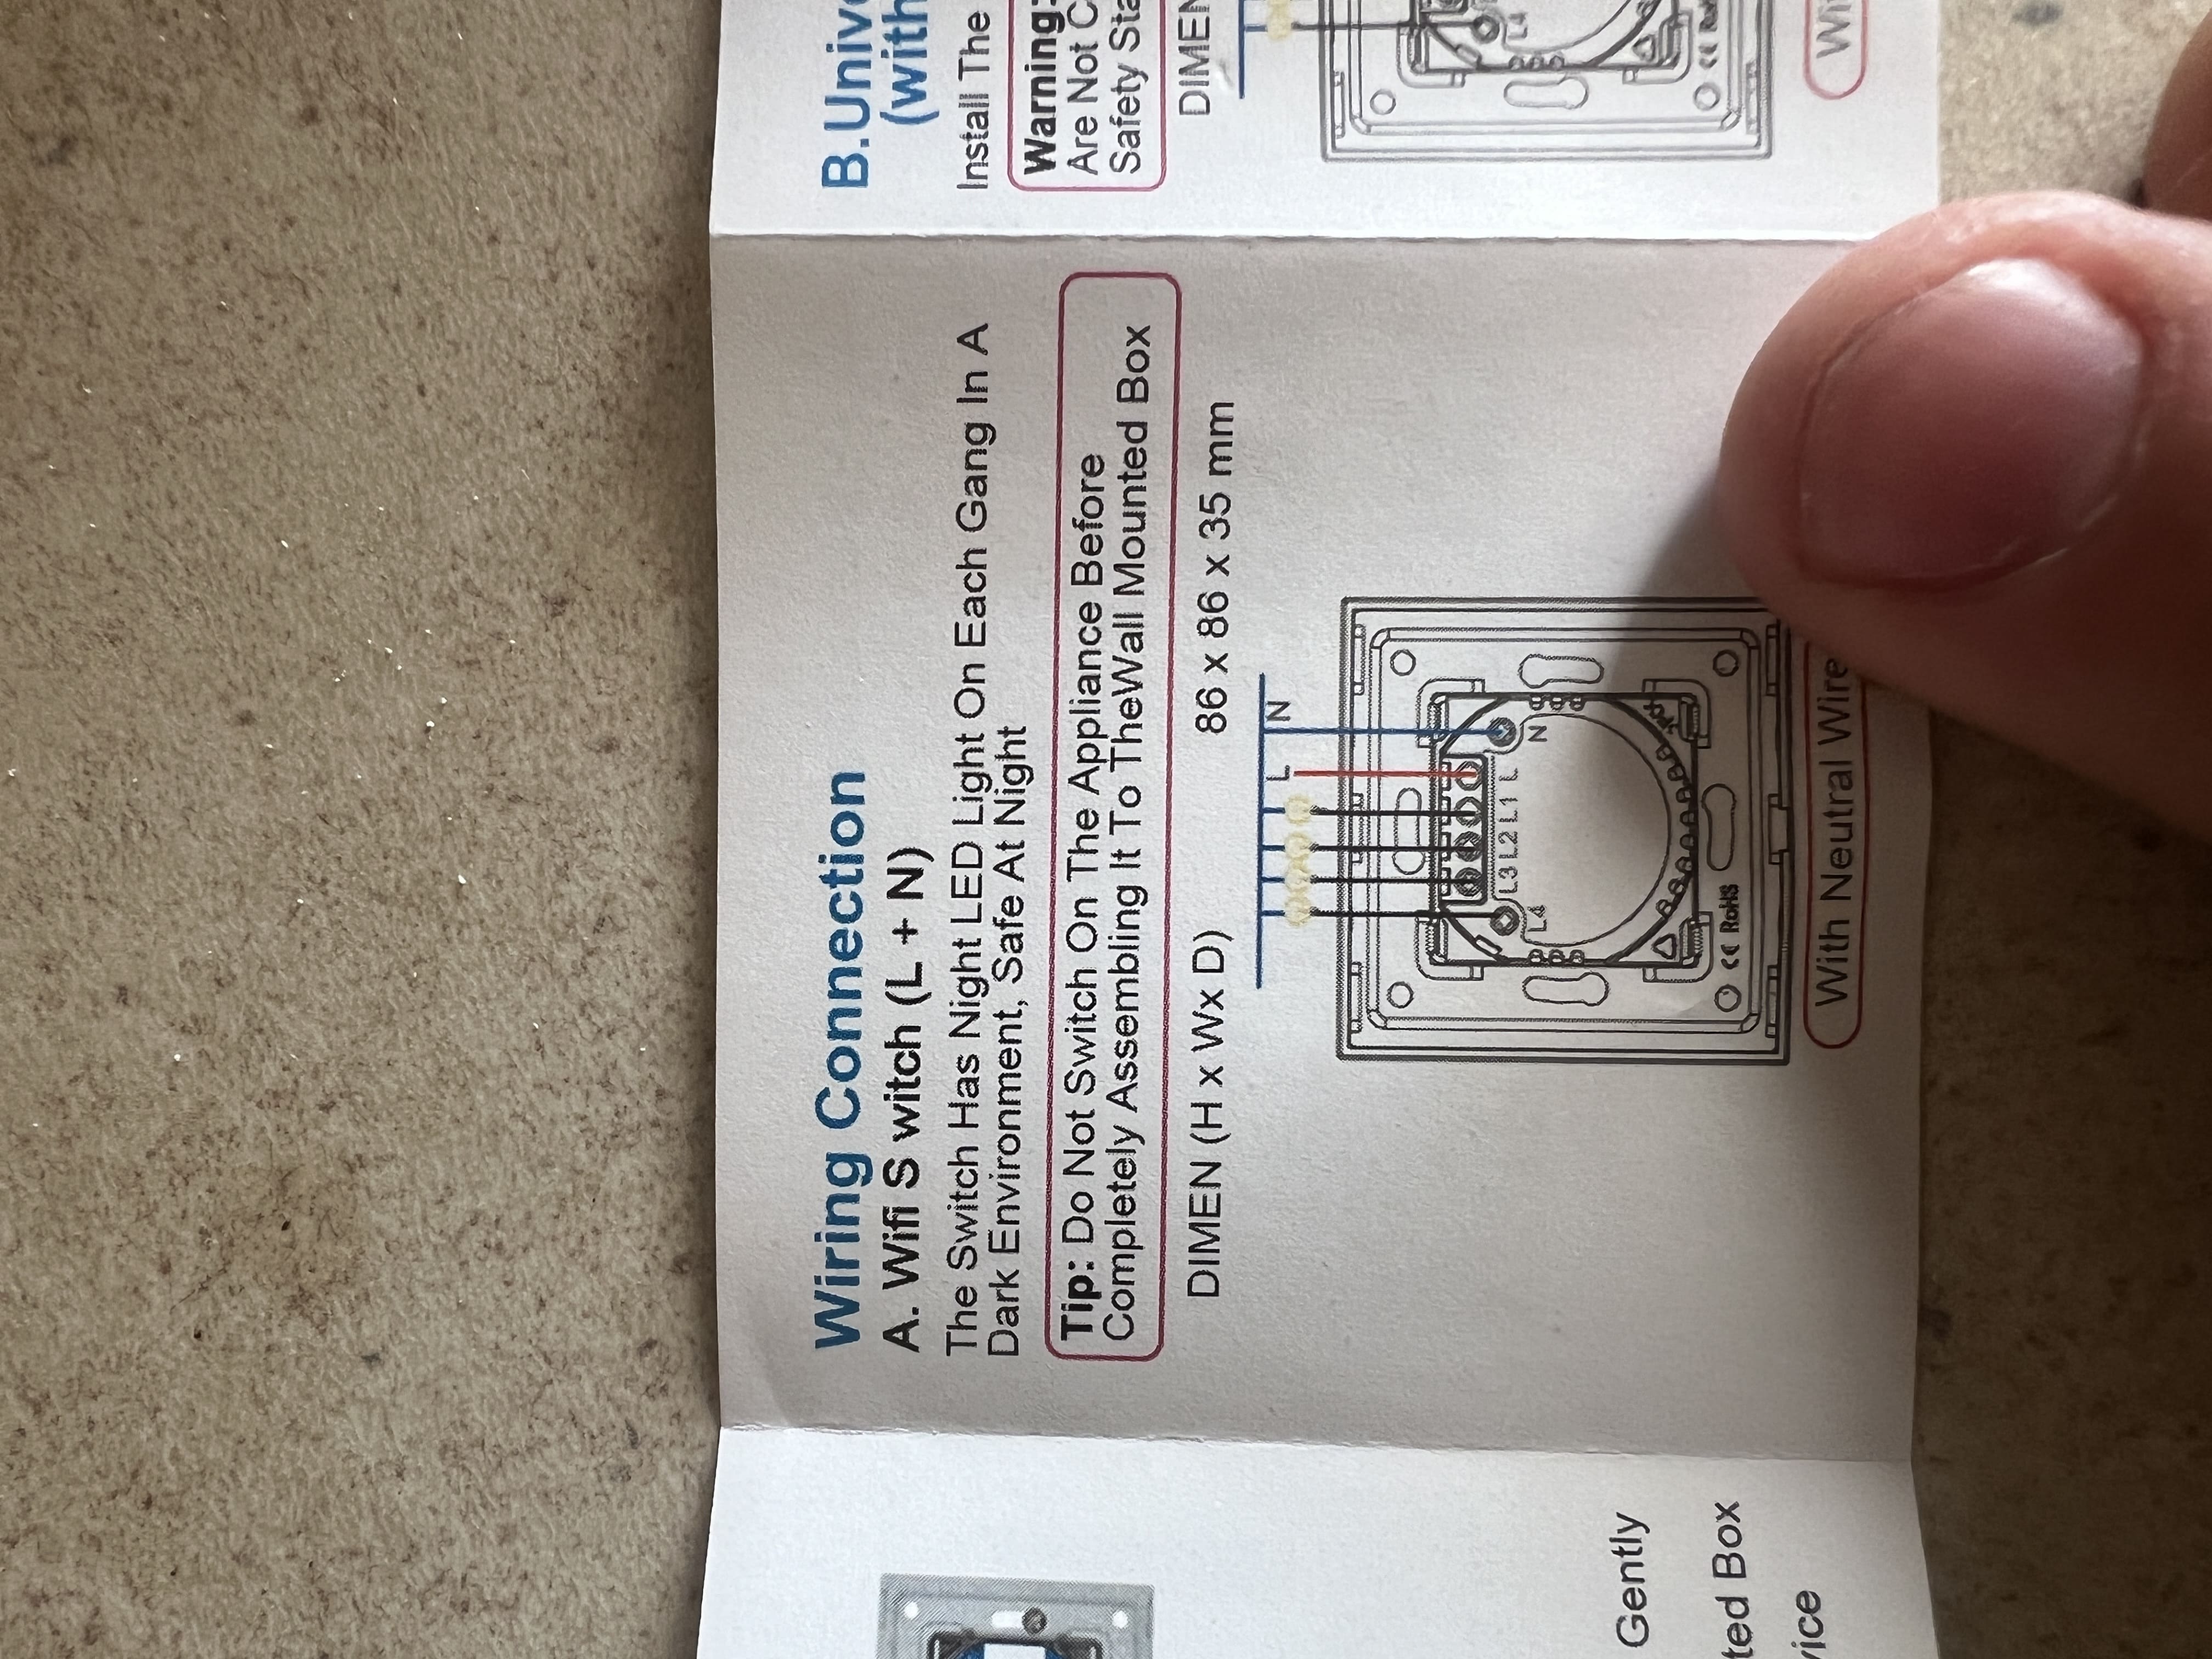 Wiring Connection
A. Wifi S witch (L + N)
The Switch Has Night LED Light On Each Gang In A
Dark Environment, Safe At Night
Tip: Do Not Switch On The Appliance Before
Completely Assembling It To TheWall Mounted Box
DIMEN (H x Wx D) 86 x 86 x 35 mm
L N
L4 L3 L2 L1 L N
CE RoHS
With Neutral Wire
B.Unive
(with
Install The
Warning:
Are Not C
Safety Sta
DIMEN
L4
Wi
Gently
ted Box
vice